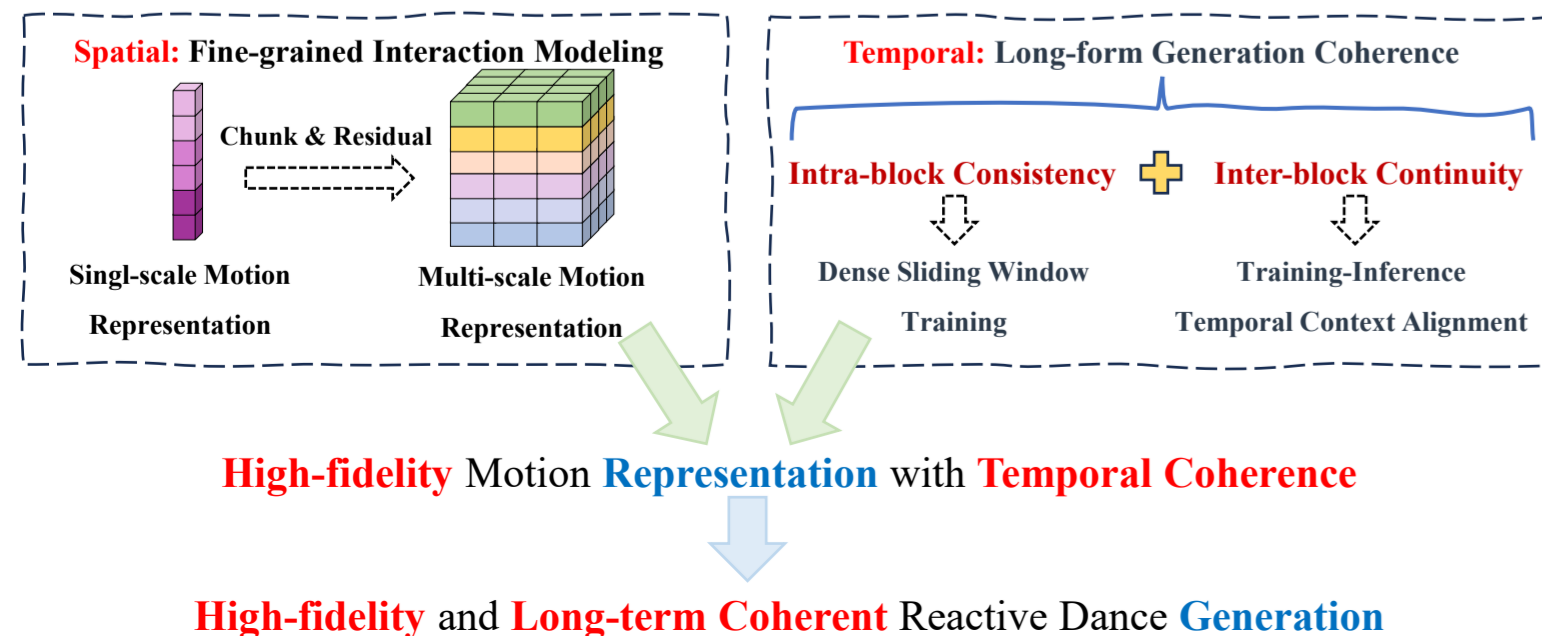 Spatial: Fine-grained Interaction Modeling
Chunk & Residual
Singl-scale Motion
Representation
Multi-scale Motion
Representation
Temporal: Long-form Generation Coherence
Intra-block Consistency
Inter-block Continuity
Dense Sliding Window
Training
Training-Inference
Temporal Context Alignment
High-fidelity Motion Representation with Temporal Coherence
High-fidelity and Long-term Coherent Reactive Dance Generation